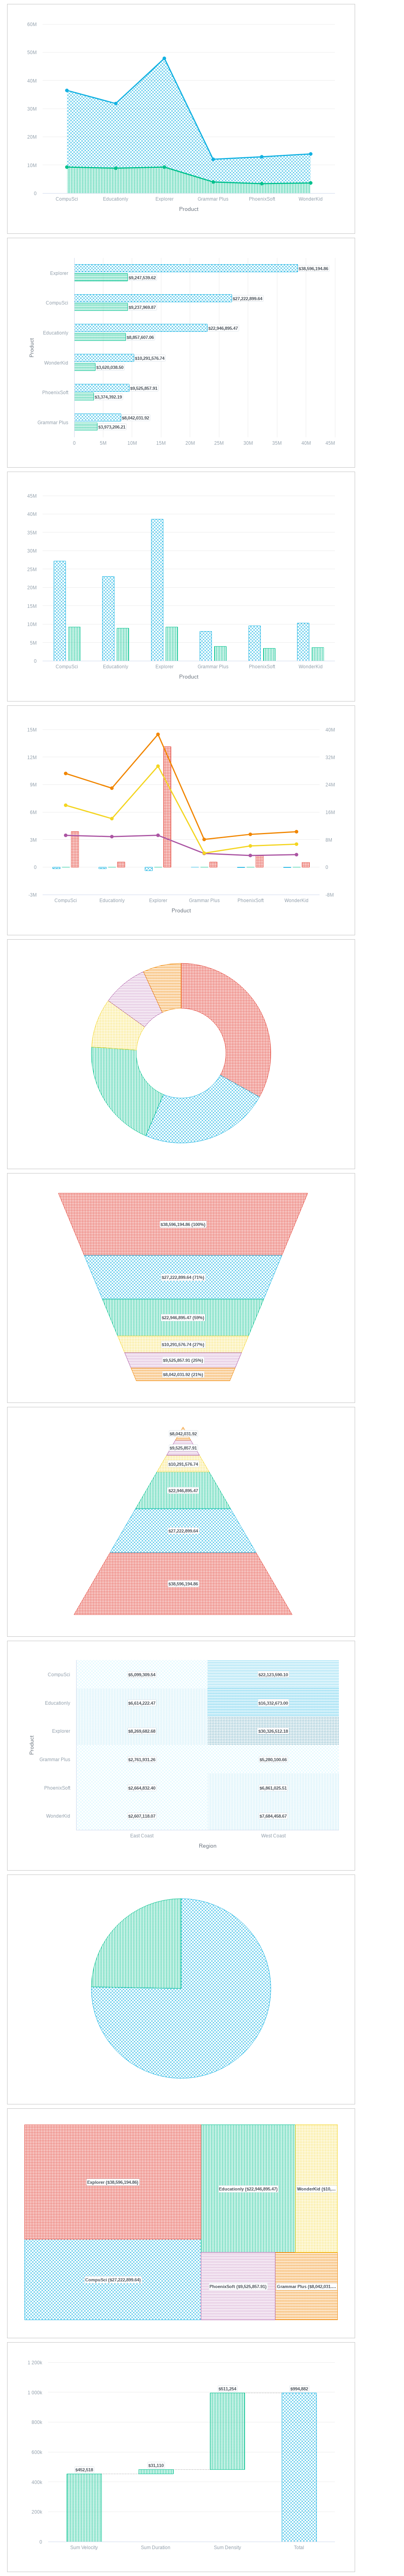 60M
50M
40M
30M
20M
10M
0
CompuSci Educationly Explorer Grammar Plus PhoenixSoft WonderKid
Product
Product
Explorer $38,596,194.86
$9,247,539.62
CompuSci $27,222,899.64
$9,237,969.87
Educationly $22,946,895.47
$8,857,607.96
WonderKid $10,291,576.74
$3,620,038.50
PhoenixSoft $9,525,857.91
$3,374,392.19
Grammar Plus $8,042,031.92
$3,973,206.21
0 5M 10M 15M 20M 25M 30M 35M 40M 45M
45M
40M
35M
30M
25M
20M
15M
10M
5M
0
CompuSci Educationly Explorer Grammar Plus PhoenixSoft WonderKid
Product
15M 40M
12M 32M
9M 24M
6M 16M
3M 8M
0 0
-3M -8M
CompuSci Educationly Explorer Grammar Plus PhoenixSoft WonderKid
Product
$38,596,194.86 (100%)
$27,222,899.64 (71%)
$22,946,895.47 (59%)
$10,291,576.74 (27%)
$9,525,857.91 (25%)
$8,042,031.92 (21%)
$8,042,031.92
$9,525,857.91
$10,291,576.74
$22,946,895.47
$27,222,899.64
$38,596,194.86
Product
CompuSci $5,099,309.54 $22,123,590.10
Educationly $6,614,222.47 $16,332,673.00
Explorer $8,269,682.68 $30,326,512.18
Grammar Plus $2,761,931.26 $5,280,100.66
PhoenixSoft $2,664,832.40 $6,861,025.51
WonderKid $2,607,118.07 $7,684,458.67
East Coast West Coast
Region
Explorer ($38,596,194.86)
Educationly ($22,946,895.47)
WonderKid ($10,...
CompuSci ($27,222,899.64)
PhoenixSoft ($9,525,857.91)
Grammar Plus ($8,042,031....
1 200k
1 000k
800k
600k
400k
200k
0
$452,518
$31,110
$511,254
$994,882
Sum Velocity Sum Duration Sum Density Total